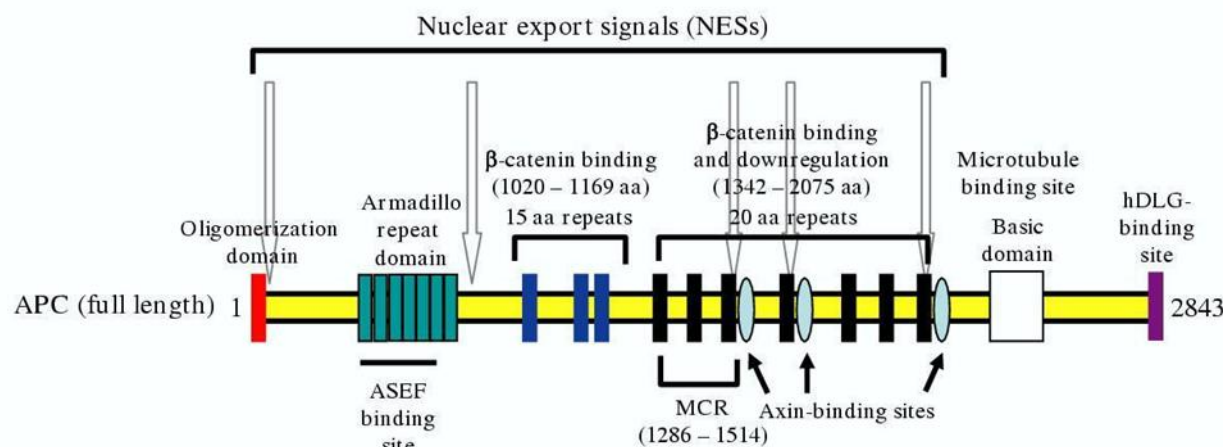 Nuclear export signals (NESs)
β-catenin binding
(1020 – 1169 aa)
15 aa repeats
β-catenin binding
and downregulation
(1342 – 2075 aa)
20 aa repeats
Microtubule
binding site
Basic
domain
hDLG-
binding
site
Armadillo
repeat
domain
Oligomerization
domain
APC (full length) 1
2843
ASEF
binding
site
MCR
(1286 – 1514)
Axin-binding sites